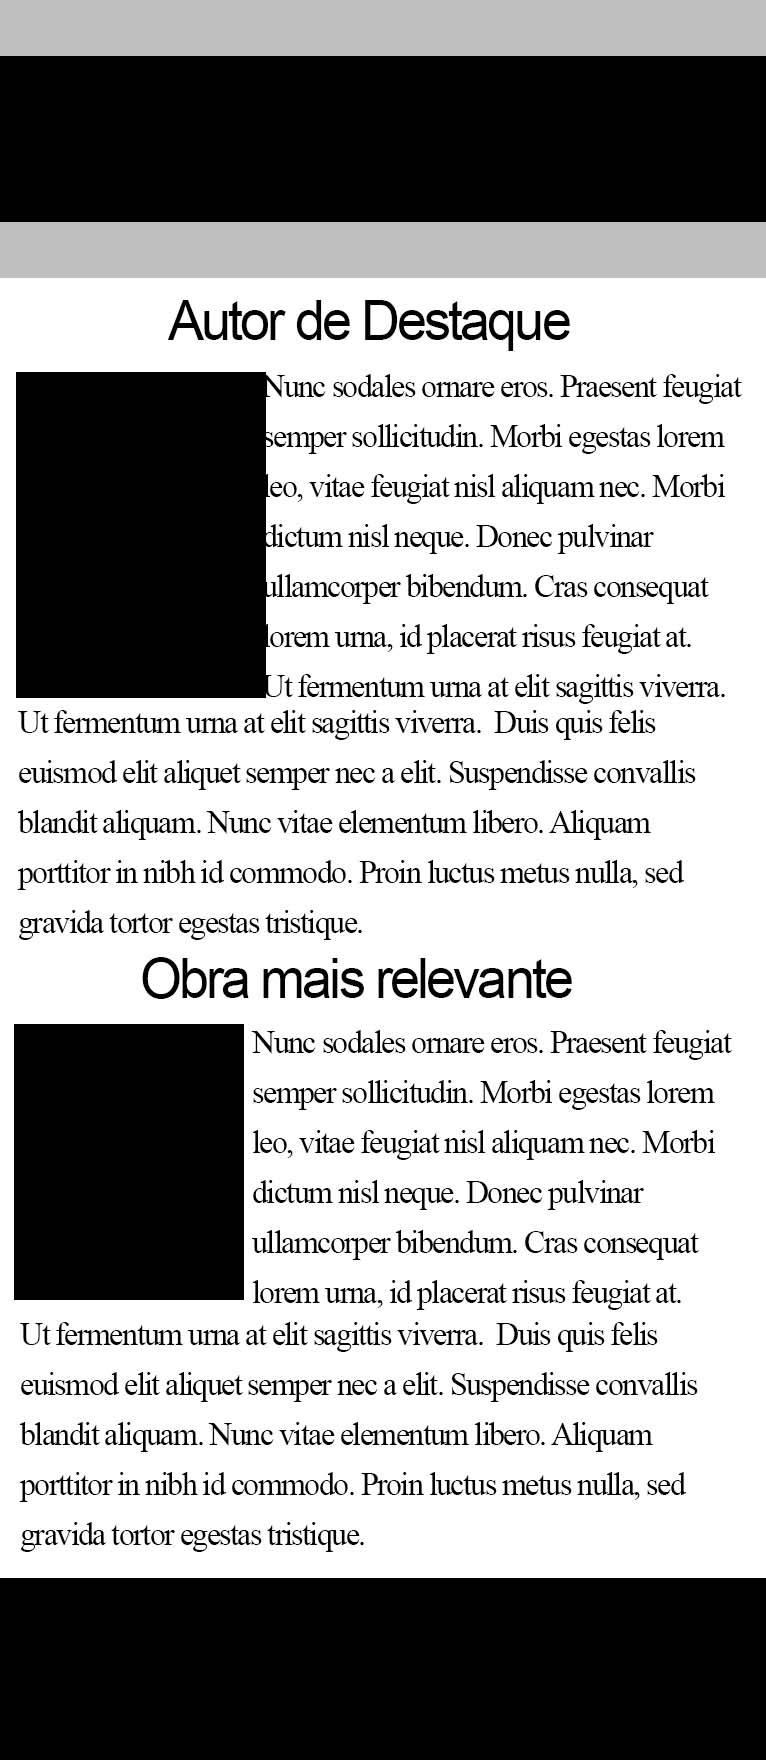 Autor de Destaque
Nunc sodales ornare eros. Praesent feugiat
semper sollicitudin. Morbi egestas lorem
leo, vitae feugiat nisl aliquam nec. Morbi
dictum nisl neque. Donec pulvinar
ullamcorper bibendum. Cras consequat
lorem urna, id placerat risus feugiat at.
Ut fermentum urna at elit sagittis viverra.
Ut fermentum urna at elit sagittis viverra.  Duis quis felis
euismod elit aliquet semper nec a elit. Suspendisse convallis
blandit aliquam. Nunc vitae elementum libero. Aliquam
porttitor in nibh id commodo. Proin luctus metus nulla, sed
gravida tortor egestas tristique.
Obra mais relevante
Nunc sodales ornare eros. Praesent feugiat
semper sollicitudin. Morbi egestas lorem
leo, vitae feugiat nisl aliquam nec. Morbi
dictum nisl neque. Donec pulvinar
ullamcorper bibendum. Cras consequat
lorem urna, id placerat risus feugiat at.
Ut fermentum urna at elit sagittis viverra.  Duis quis felis
euismod elit aliquet semper nec a elit. Suspendisse convallis
blandit aliquam. Nunc vitae elementum libero. Aliquam
porttitor in nibh id commodo. Proin luctus metus nulla, sed
gravida tortor egestas tristique.